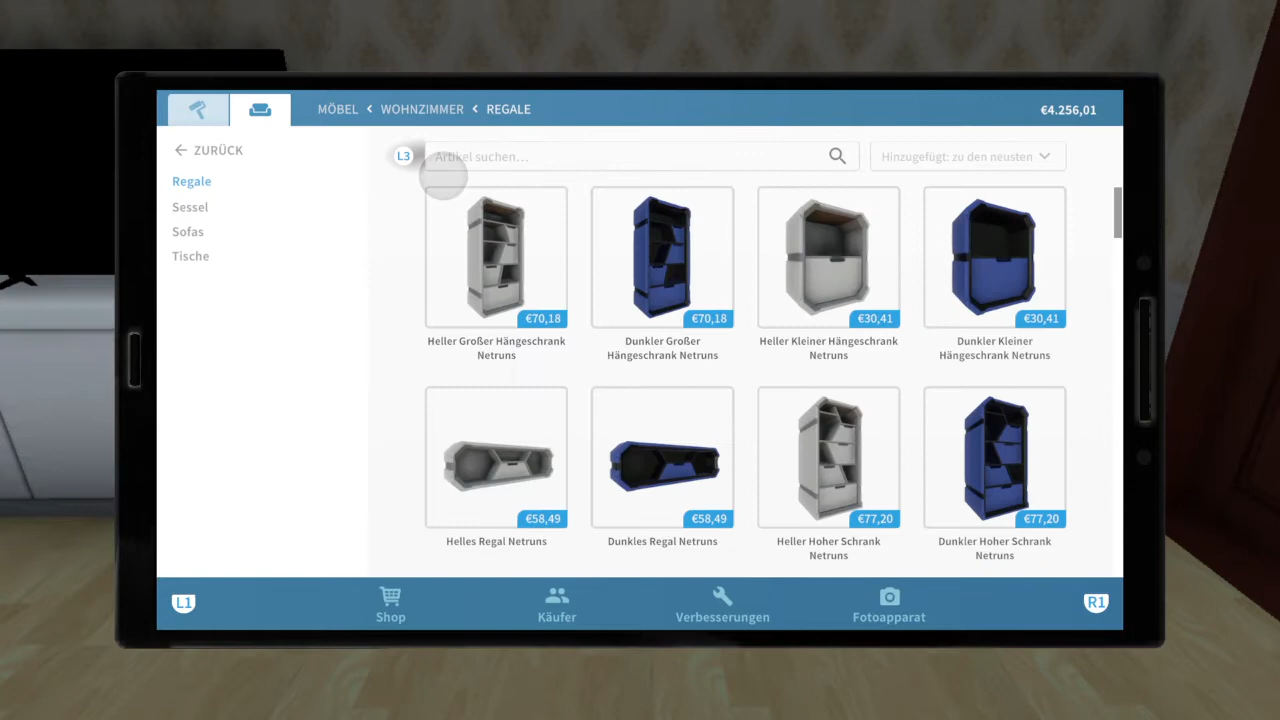 MÖBEL < WOHNZIMMER < REGALE
€4.256,01
ZURÜCK
Regale
Sessel
Sofas
Tische
L3
Artikel suchen...
Hinzugefügt: zu den neusten
€70,18
€70,18
€30,41
€30,41
Heller Großer Hängeschrank
Netruns
Dunkler Großer
Hängeschrank Netruns
Heller Kleiner Hängeschrank
Netruns
Dunkler Kleiner
Hängeschrank Netruns
€58,49
€58,49
€77,20
€77,20
Helles Regal Netruns
Dunkles Regal Netruns
Heller Hoher Schrank
Netruns
Dunkler Hoher Schrank
Netruns
L1
Shop
Käufer
Verbesserungen
Fotoapparat
R1